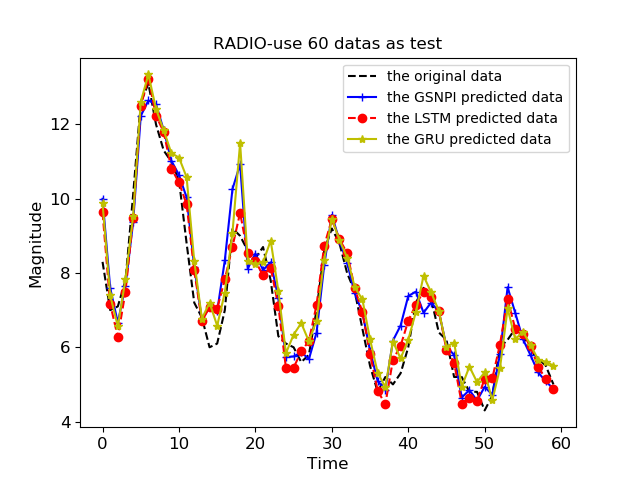 RADIO-use 60 datas as test
the original data
the GSNPI predicted data
the LSTM predicted data
the GRU predicted data
Magnitude
12
10
8
6
4
0 10 20 30 40 50 60
Time